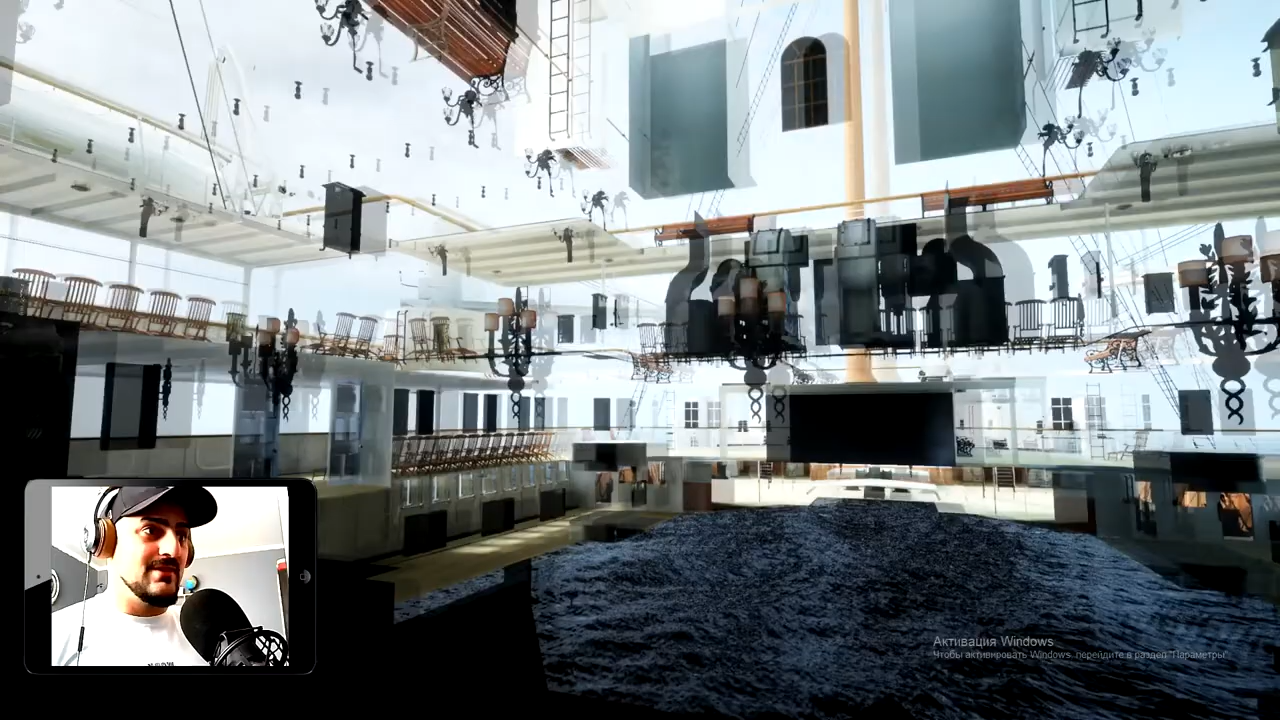 Активация Windows
Чтобы активировать Windows, перейдите в раздел "Параметры".